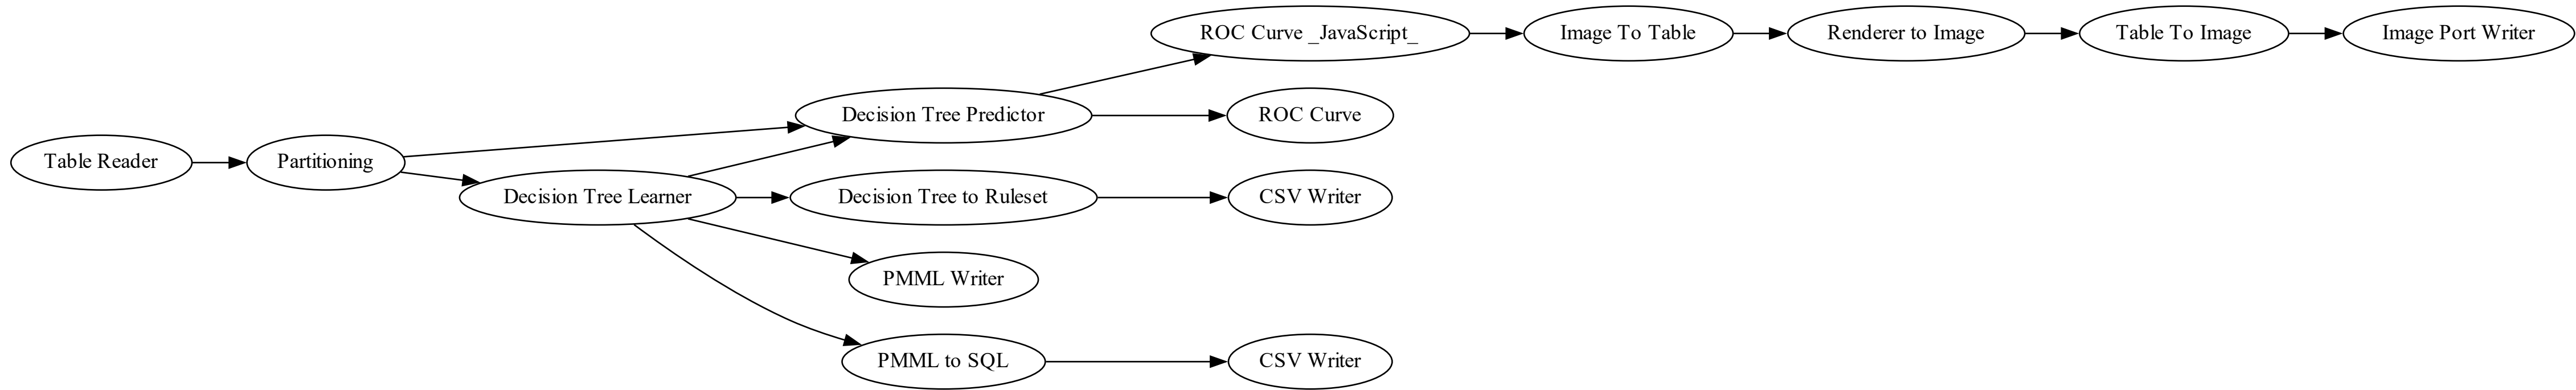 ROC Curve _JavaScript_
Image To Table
Renderer to Image
Table To Image
Image Port Writer
Decision Tree Predictor
ROC Curve
Table Reader
Partitioning
Decision Tree Learner
Decision Tree to Ruleset
CSV Writer
PMML Writer
PMML to SQL
CSV Writer